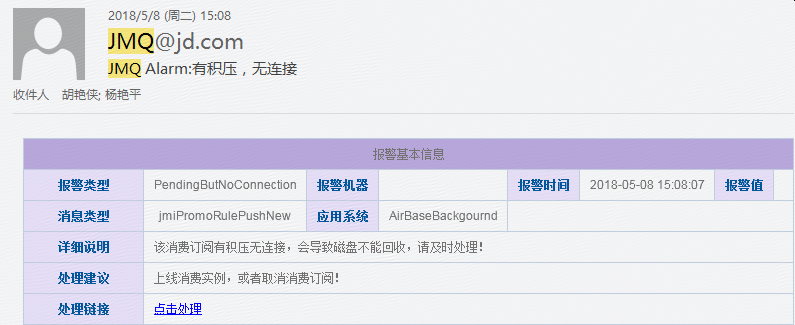 2018/5/8 (周二) 15:08
JMQ@jd.com
JMQ Alarm:有积压，无连接
收件人 胡艳侠; 杨艳平
报警基本信息
报警类型 PendingButNoConnection 报警机器 报警时间 2018-05-08 15:08:07 报警值
消息类型 jmiPromoRulePushNew 应用系统 AirBaseBackgournd
详细说明 该消费订阅有积压无连接，会导致磁盘不能回收，请及时处理！
处理建议 上线消费实例，或者取消消费订阅！
处理链接 点击处理